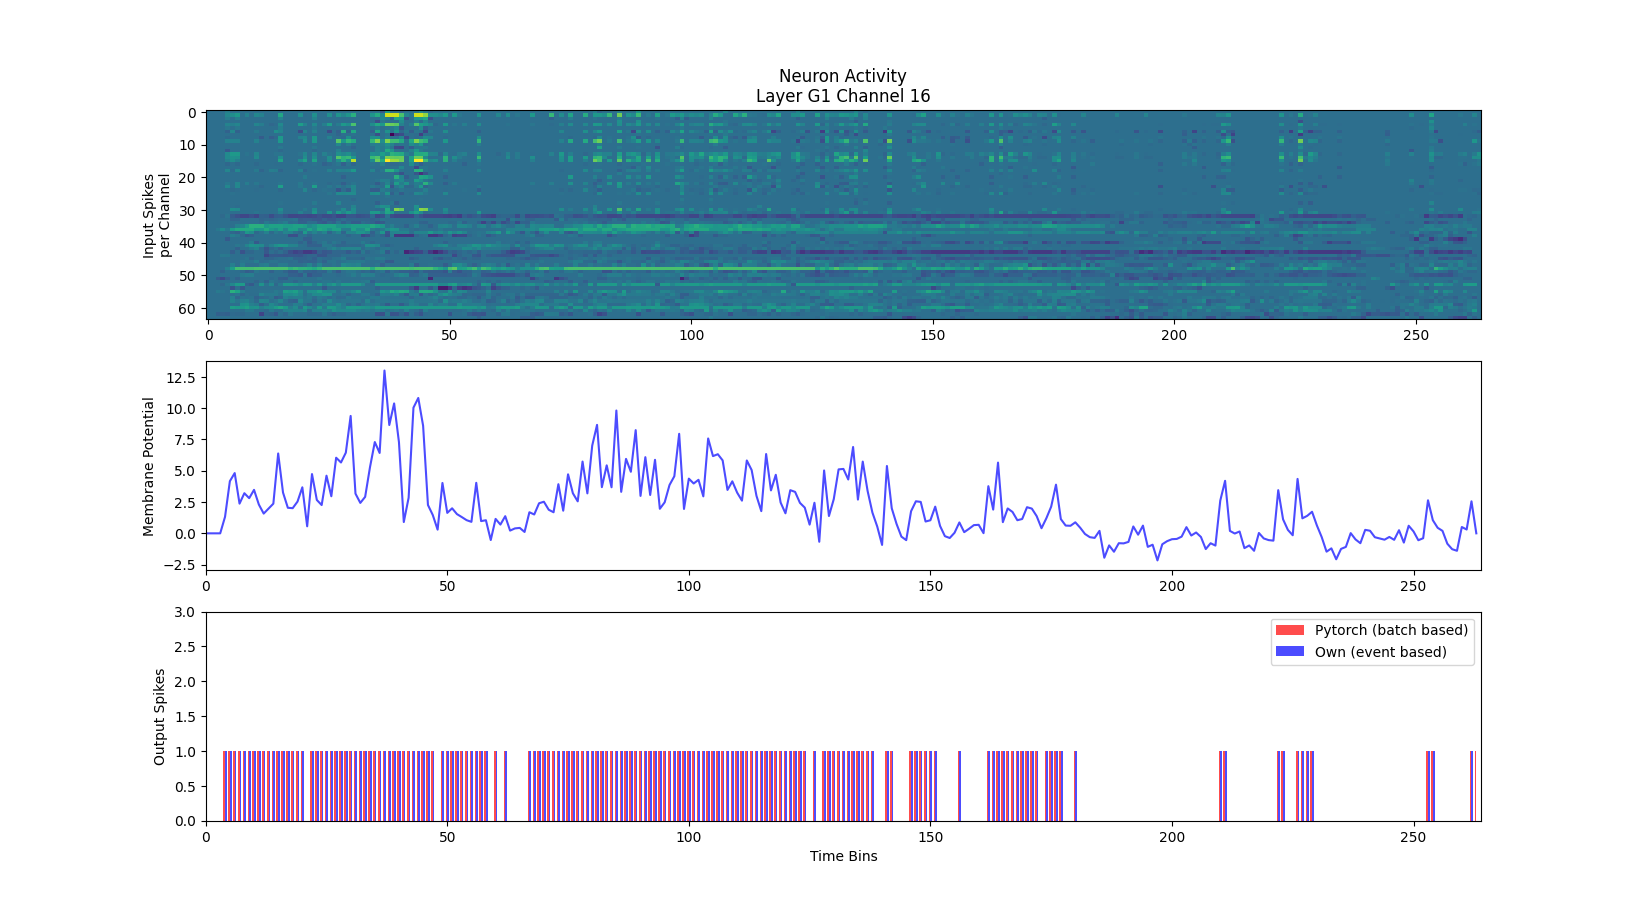 Neuron Activity
Layer G1 Channel 16
Input Spikes
per Channel
0
10
20
30
40
50
60
0 50 100 150 200 250
Membrane Potential
12.5
10.0
7.5
5.0
2.5
0.0
−2.5
0 50 100 150 200 250
Output Spikes
3.0
2.5
2.0
1.5
1.0
0.5
0.0
Pytorch (batch based)
Own (event based)
0 50 100 150 200 250
Time Bins